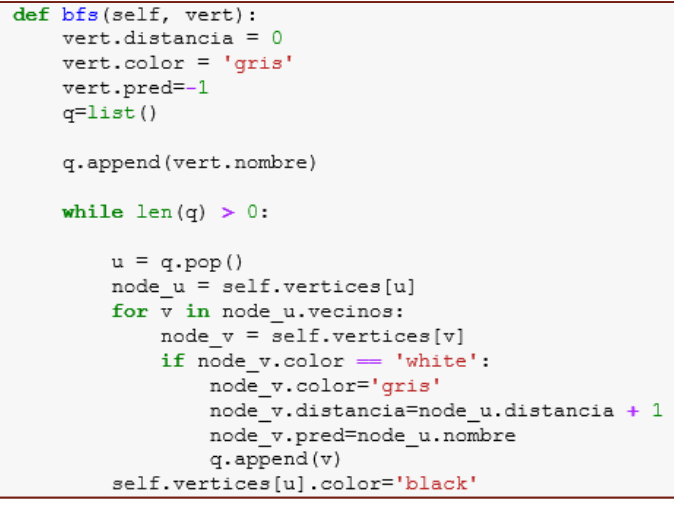 def bfs(self, vert):
    vert.distancia = 0
    vert.color = 'gris'
    vert.pred=-1
    q=list()

    q.append(vert.nombre)

    while len(q) > 0:

        u = q.pop()
        node_u = self.vertices[u]
        for v in node_u.vecinos:
            node_v = self.vertices[v]
            if node_v.color == 'white':
                node_v.color='gris'
                node_v.distancia=node_u.distancia + 1
                node_v.pred=node_u.nombre
                q.append(v)
        self.vertices[u].color='black'